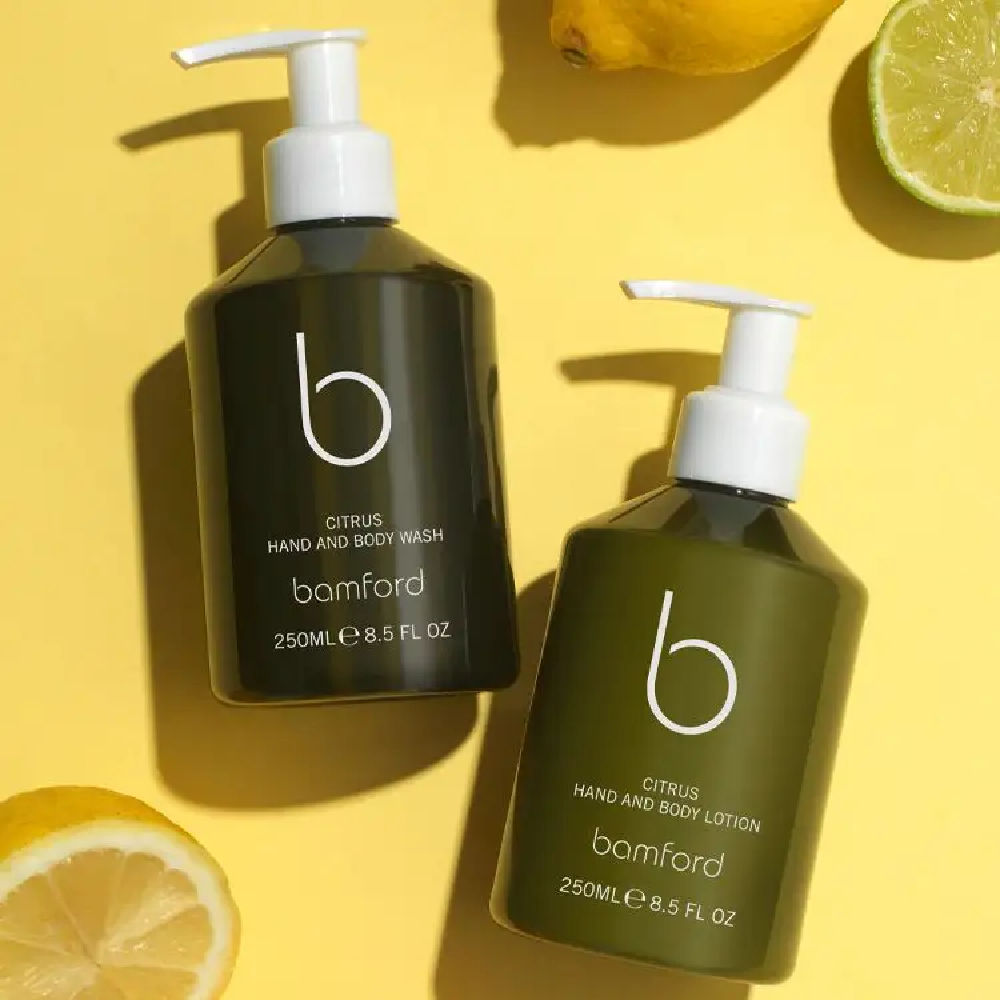 b
CITRUS
HAND AND BODY WASH
bamford
250ML ℮ 8.5 FL OZ
b
CITRUS
HAND AND BODY LOTION
bamford
250ML ℮ 8.5 FL OZ